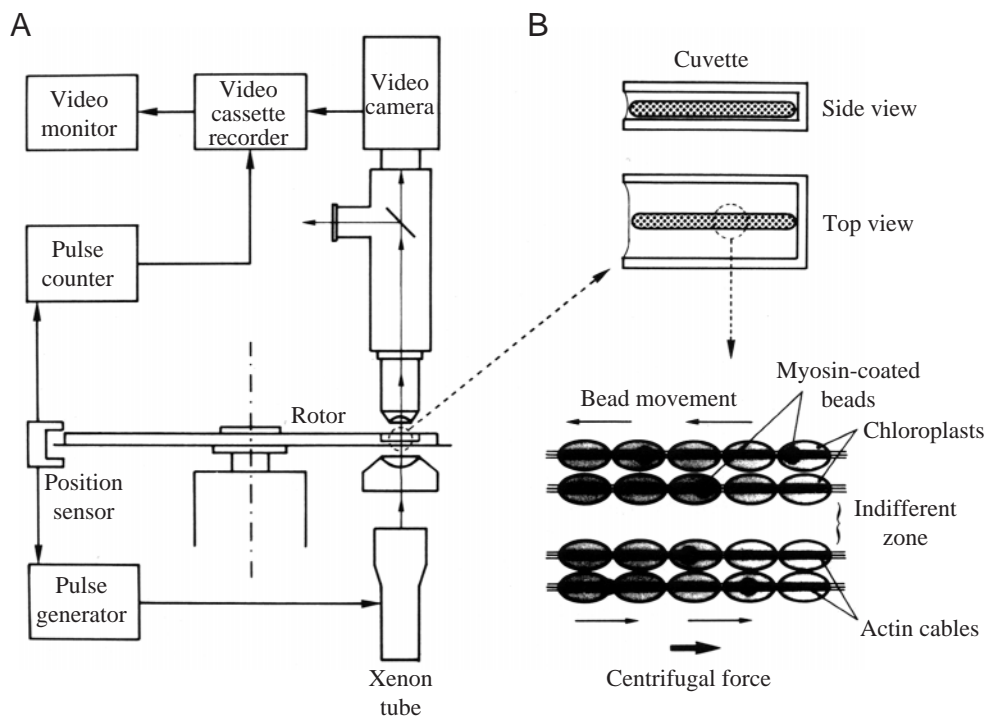 A
Video
monitor
Video
cassette
recorder
Video
camera
Pulse
counter
Rotor
Position
sensor
Pulse
generator
Xenon
tube
B
Cuvette
Side view
Top view
Myosin-coated
beads
Bead movement
Chloroplasts
Indifferent
zone
Actin cables
Centrifugal force